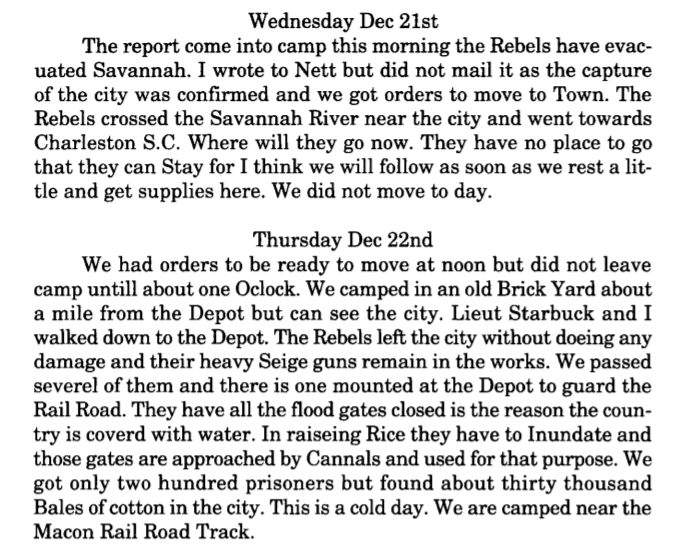 Wednesday Dec 21st
The report come into camp this morning the Rebels have evac-
uated Savannah. I wrote to Nett but did not mail it as the capture
of the city was confirmed and we got orders to move to Town. The
Rebels crossed the Savannah River near the city and went towards
Charleston S.C. Where will they go now. They have no place to go
that they can Stay for I think we will follow as soon as we rest a lit-
tle and get supplies here. We did not move to day.
Thursday Dec 22nd
We had orders to be ready to move at noon but did not leave
camp untill about one Oclock. We camped in an old Brick Yard about
a mile from the Depot but can see the city. Lieut Starbuck and I
walked down to the Depot. The Rebels left the city without doeing any
damage and their heavy Seige guns remain in the works. We passed
severel of them and there is one mounted at the Depot to guard the
Rail Road. They have all the flood gates closed is the reason the coun-
try is coverd with water. In raiseing Rice they have to Inundate and
those gates are approached by Cannals and used for that purpose. We
got only two hundred prisoners but found about thirty thousand
Bales of cotton in the city. This is a cold day. We are camped near the
Macon Rail Road Track.